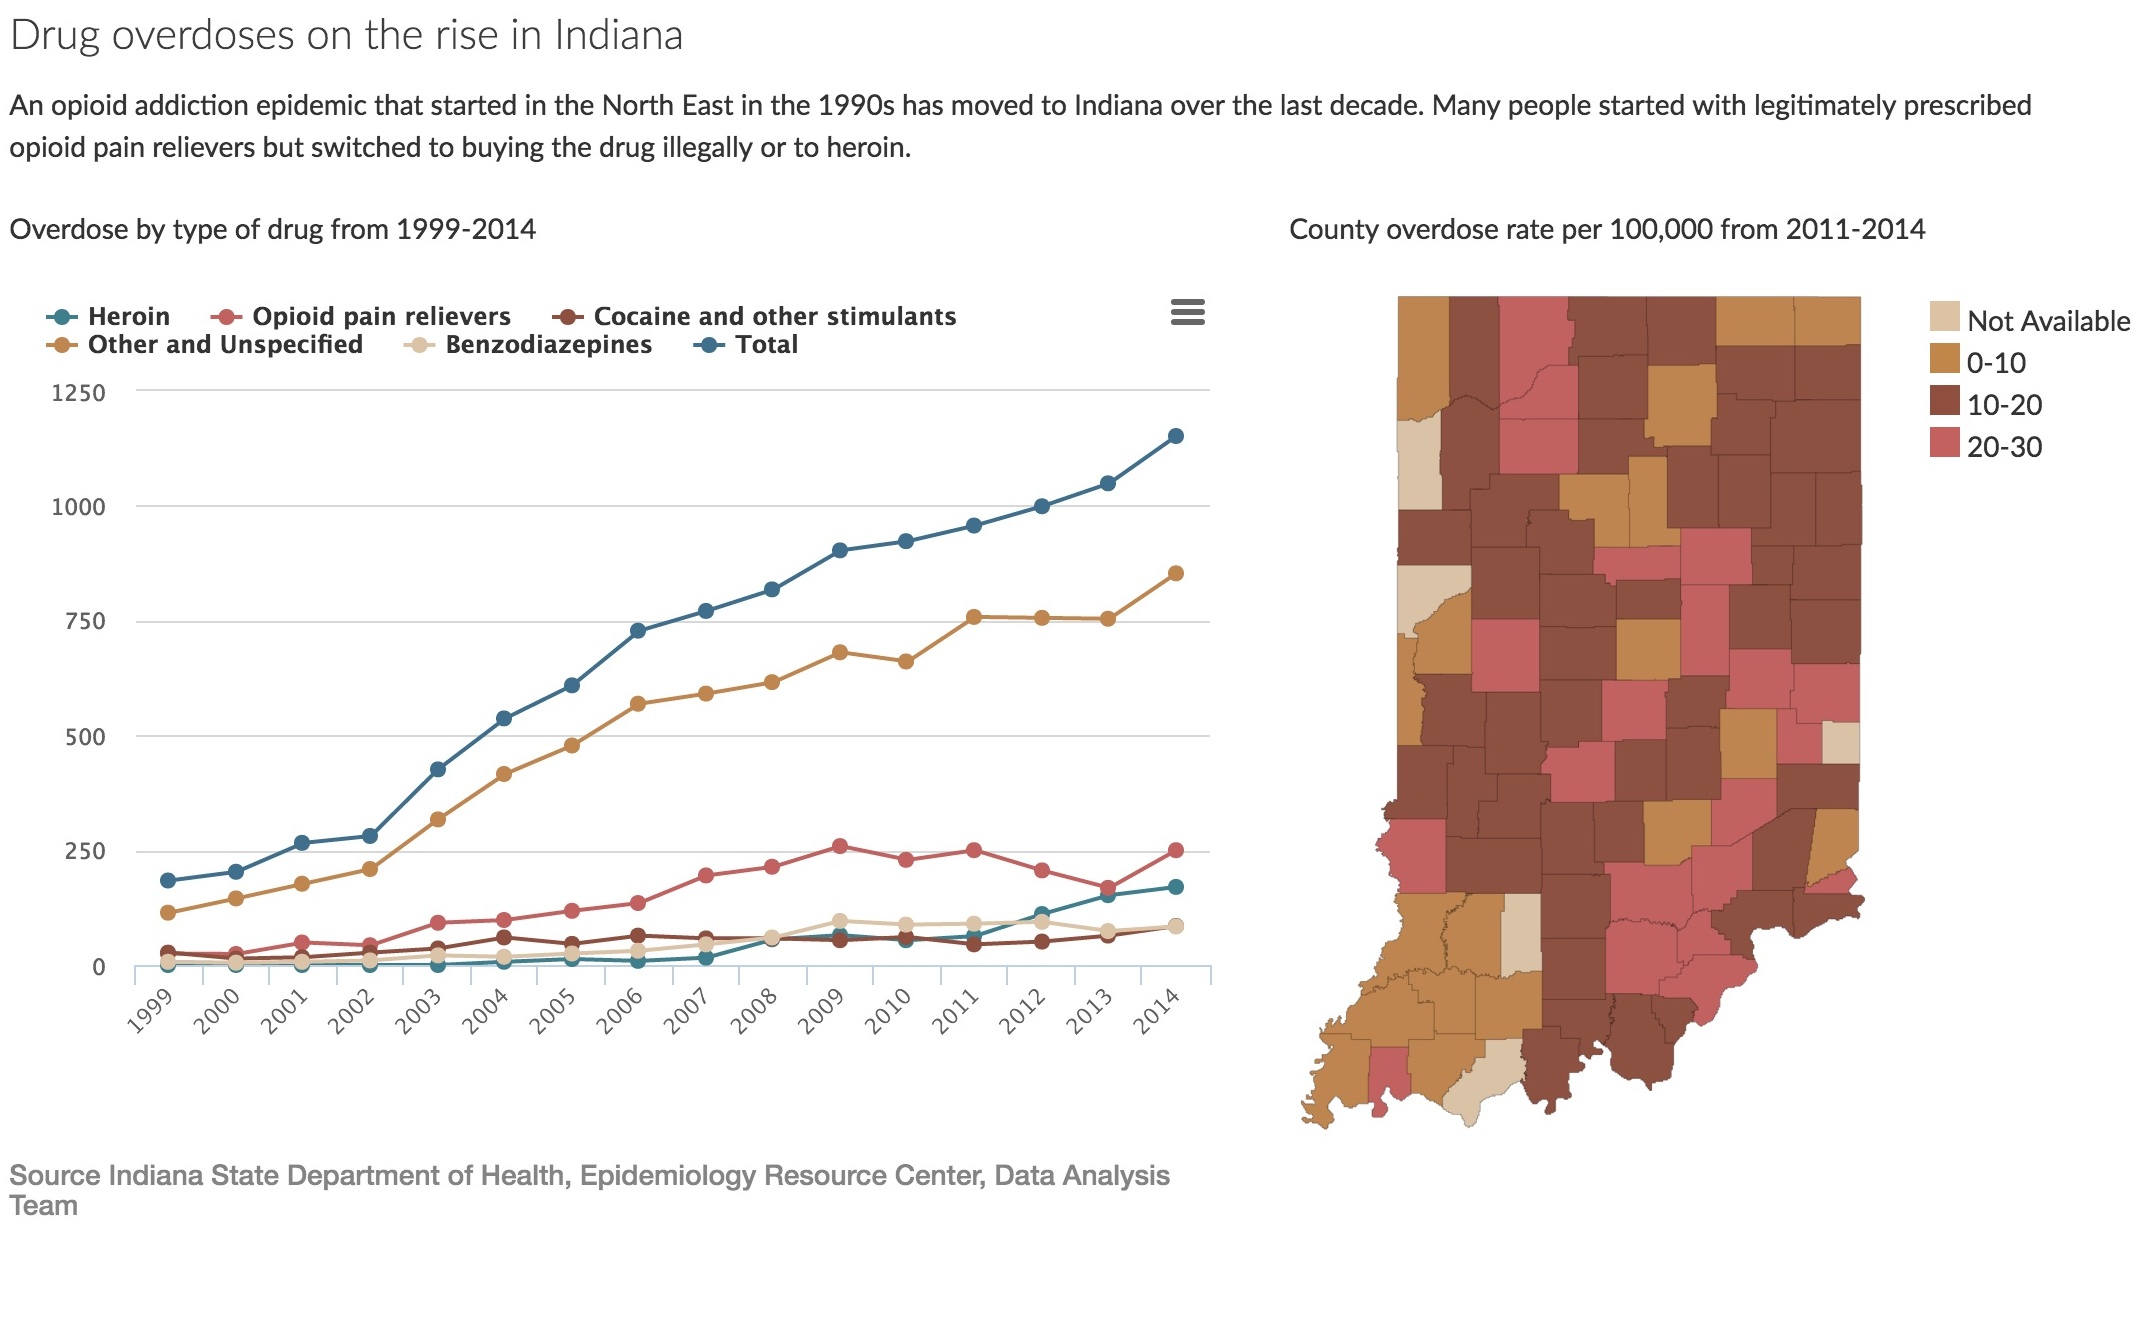 Drug overdoses on the rise in Indiana
An opioid addiction epidemic that started in the North East in the 1990s has moved to Indiana over the last decade. Many people started with legitimately prescribed
opioid pain relievers but switched to buying the drug illegally or to heroin.
Overdose by type of drug from 1999-2014
Heroin Opioid pain relievers Cocaine and other stimulants
Other and Unspecified Benzodiazepines Total
1250
1000
750
500
250
0
1999 2000 2001 2002 2003 2004 2005 2006 2007 2008 2009 2010 2011 2012 2013 2014
County overdose rate per 100,000 from 2011-2014
Not Available
0-10
10-20
20-30
Source Indiana State Department of Health, Epidemiology Resource Center, Data Analysis
Team